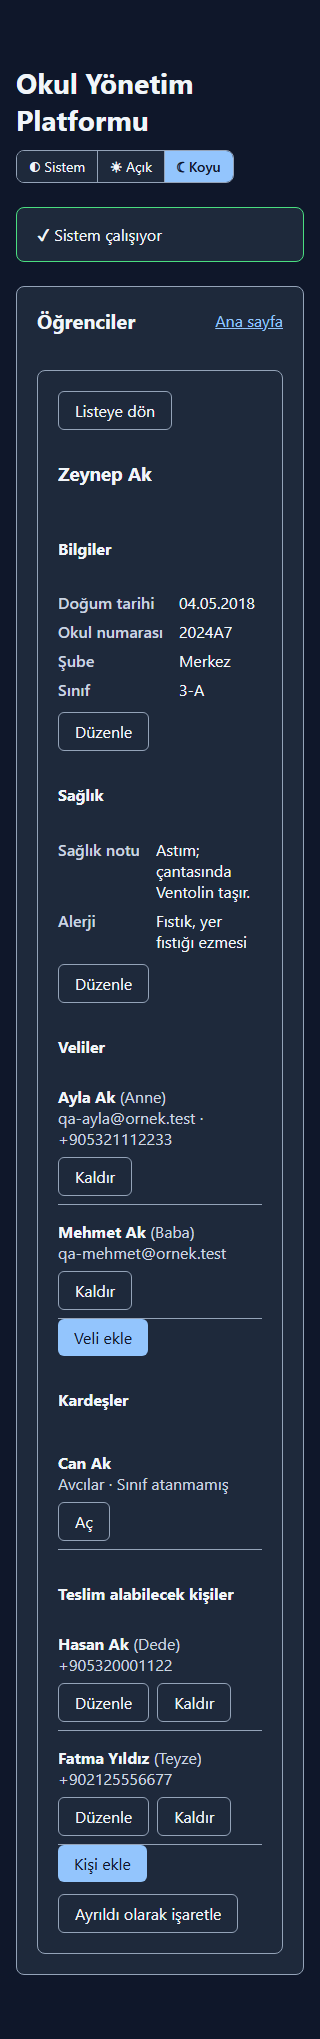 Okul Yönetim
Platformu
Sistem
Açık
Koyu
✓ Sistem çalışıyor
Öğrenciler
Ana sayfa
Listeye dön
Zeynep Ak
Bilgiler
Doğum tarihi 04.05.2018
Okul numarası 2024A7
Şube Merkez
Sınıf 3-A
Düzenle
Sağlık
Sağlık notu Astım;
çantasında
Ventolin taşır.
Alerji Fıstık, yer
fıstığı ezmesi
Düzenle
Veliler
Ayla Ak (Anne)
qa-ayla@ornek.test ·
+905321112233
Kaldır
Mehmet Ak (Baba)
qa-mehmet@ornek.test
Kaldır
Veli ekle
Kardeşler
Can Ak
Avcılar · Sınıf atanmamış
Aç
Teslim alabilecek kişiler
Hasan Ak (Dede)
+905320001122
Düzenle Kaldır
Fatma Yıldız (Teyze)
+902125556677
Düzenle Kaldır
Kişi ekle
Ayrıldı olarak işaretle